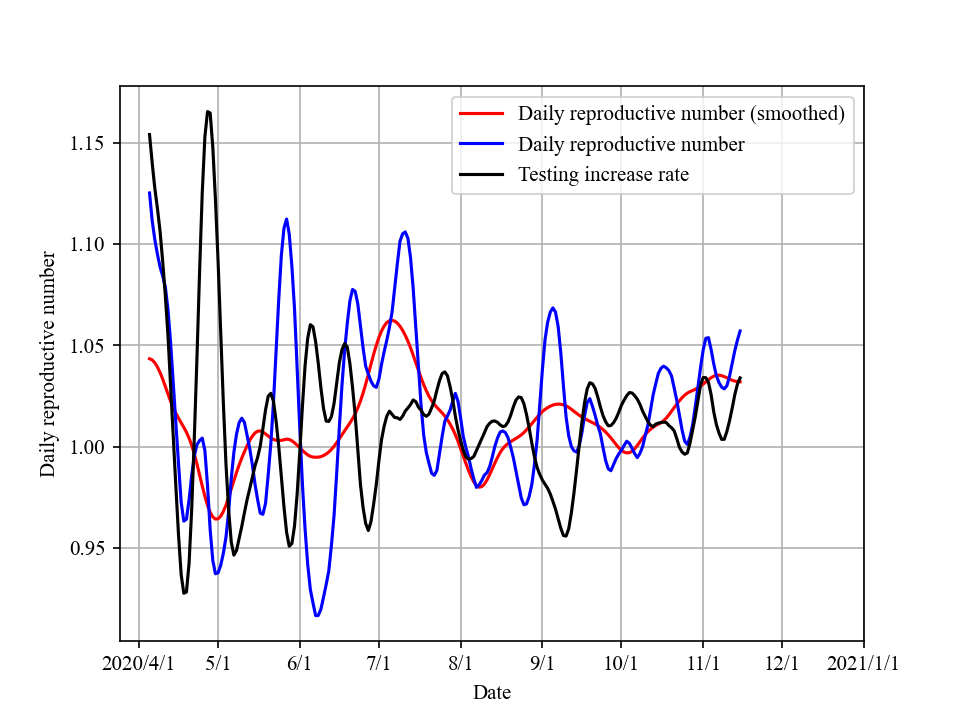 Daily reproductive number (smoothed)
Daily reproductive number
Testing increase rate
1.15
1.10
1.05
1.00
0.95
Daily reproductive number
2020/4/1 5/1 6/1 7/1 8/1 9/1 10/1 11/1 12/1 2021/1/1
Date